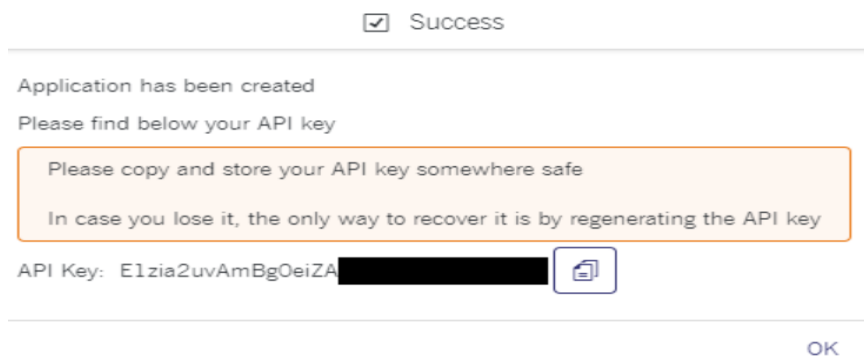 Success
Application has been created
Please find below your API key
Please copy and store your API key somewhere safe
In case you lose it, the only way to recover it is by regenerating the API key
API Key: E1zia2uvAmBgOeiZA
OK